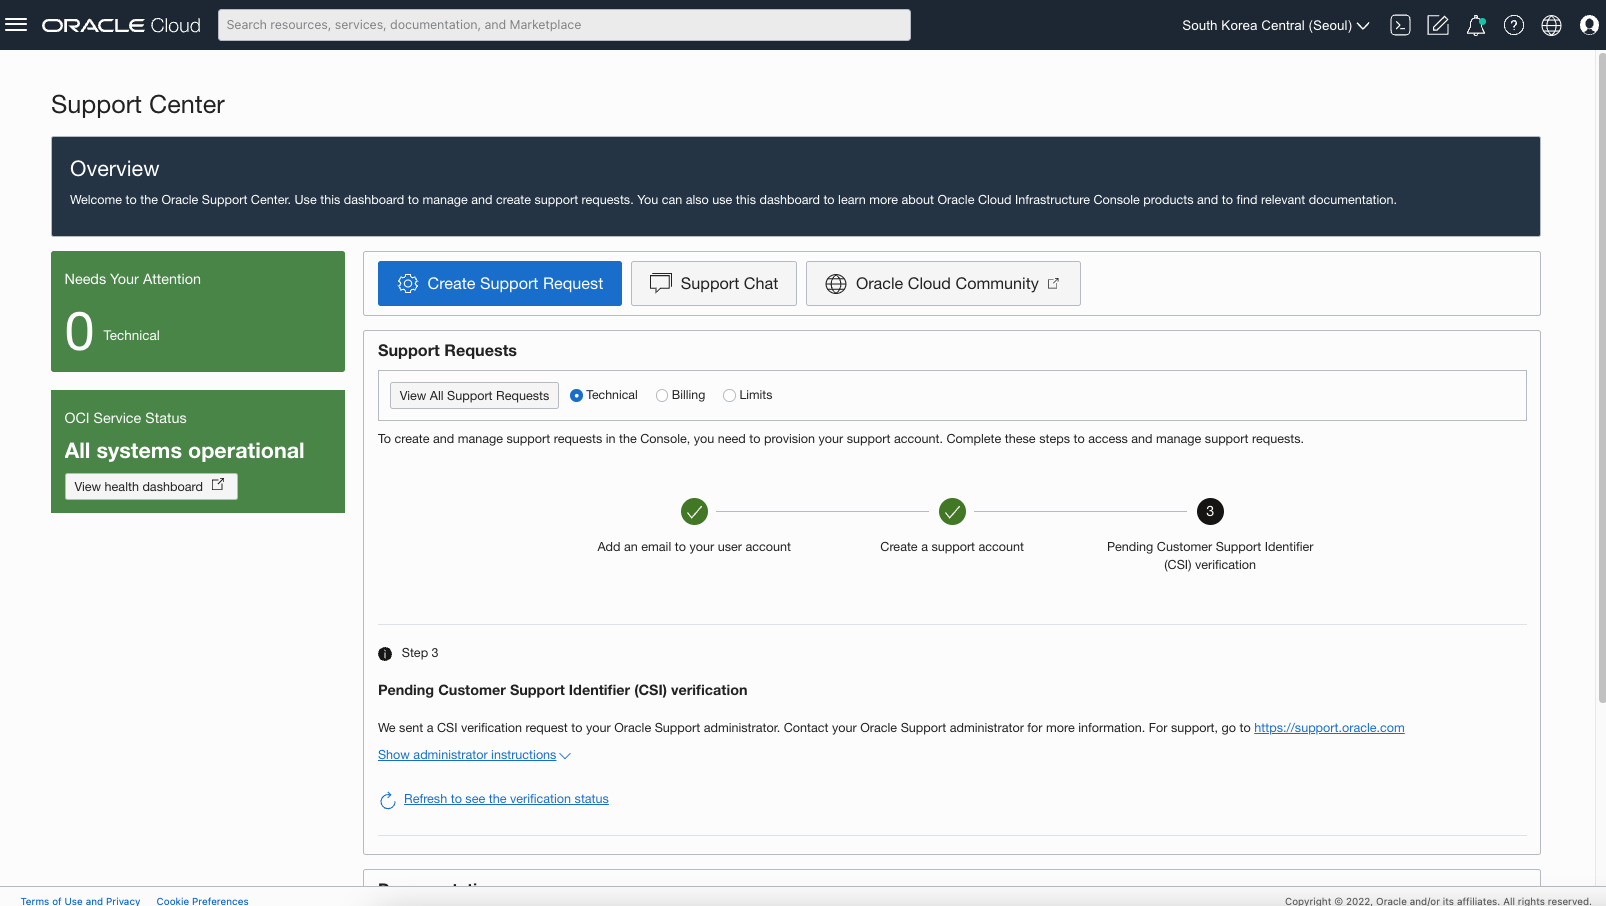 ORACLE Cloud
Search resources, services, documentation, and Marketplace
South Korea Central (Seoul)
Support Center
Overview
Welcome to the Oracle Support Center. Use this dashboard to manage and create support requests. You can also use this dashboard to learn more about Oracle Cloud Infrastructure Console products and to find relevant documentation.
Needs Your Attention
0 Technical
OCI Service Status
All systems operational
View health dashboard
Create Support Request
Support Chat
Oracle Cloud Community
Support Requests
View All Support Requests
Technical
Billing
Limits
To create and manage support requests in the Console, you need to provision your support account. Complete these steps to access and manage support requests.
3
Add an email to your user account
Create a support account
Pending Customer Support Identifier
(CSI) verification
Step 3
Pending Customer Support Identifier (CSI) verification
We sent a CSI verification request to your Oracle Support administrator. Contact your Oracle Support administrator for more information. For support, go to https://support.oracle.com
Show administrator instructions
Refresh to see the verification status
Terms of Use and Privacy
Cookie Preferences
Copyright © 2022, Oracle and/or its affiliates. All rights reserved.